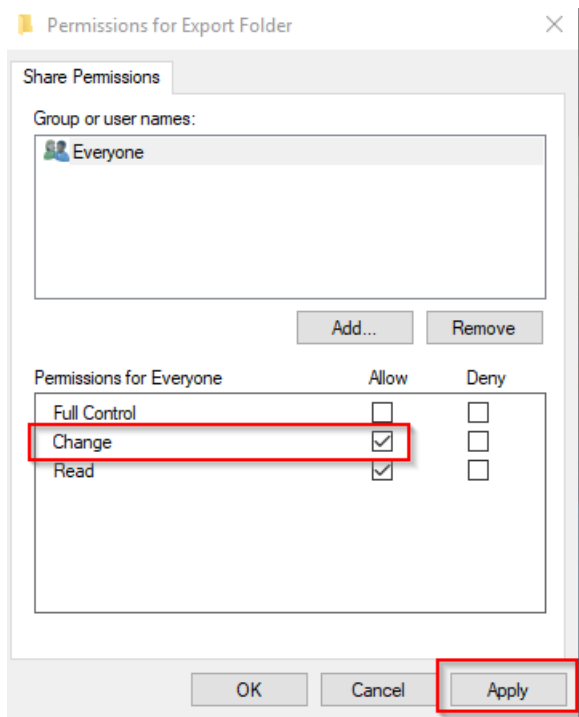 Permissions for Export Folder
Share Permissions
Group or user names:
Everyone
Add... Remove
Permissions for Everyone Allow Deny
Full Control
Change
Read
OK Cancel Apply